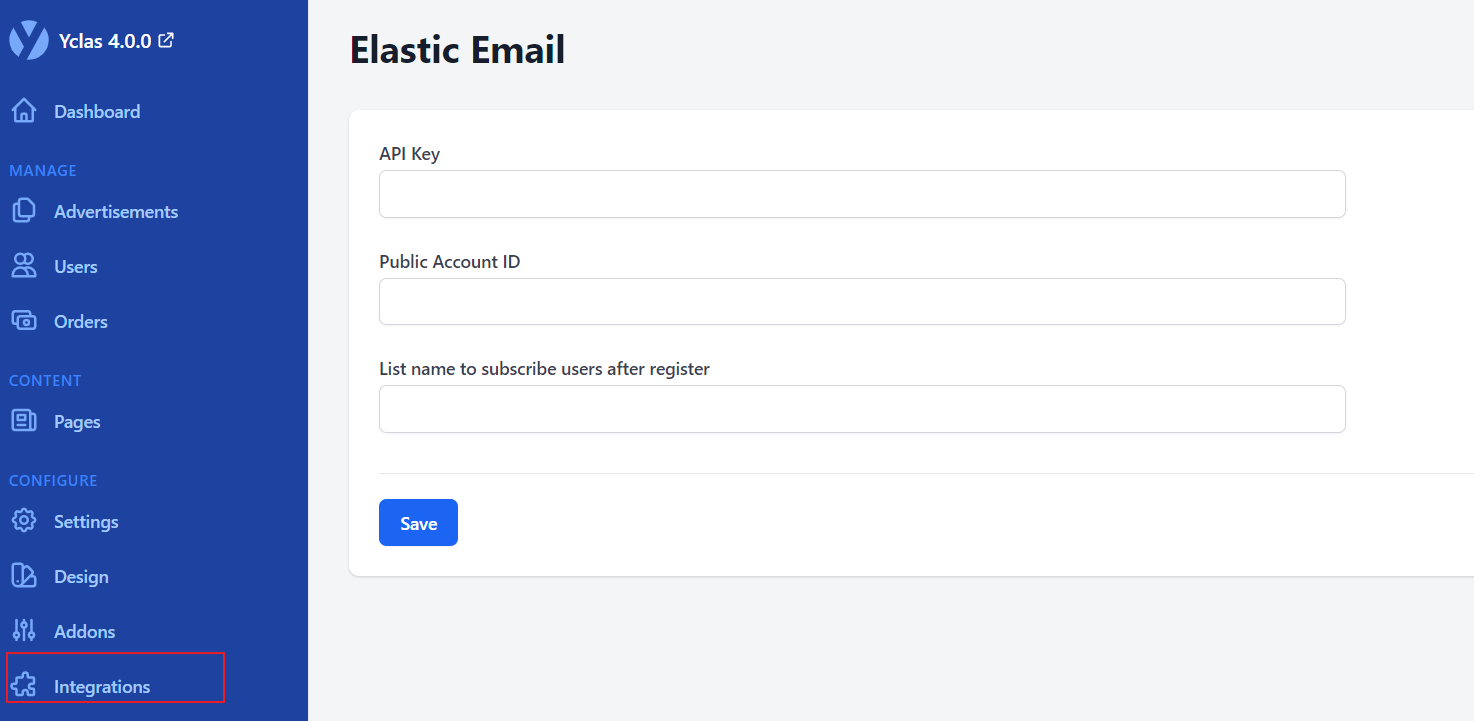 Yclas 4.0.0
Dashboard
MANAGE
Advertisements
Users
Orders
CONTENT
Pages
CONFIGURE
Settings
Design
Addons
Integrations
Elastic Email
API Key
Public Account ID
List name to subscribe users after register
Save